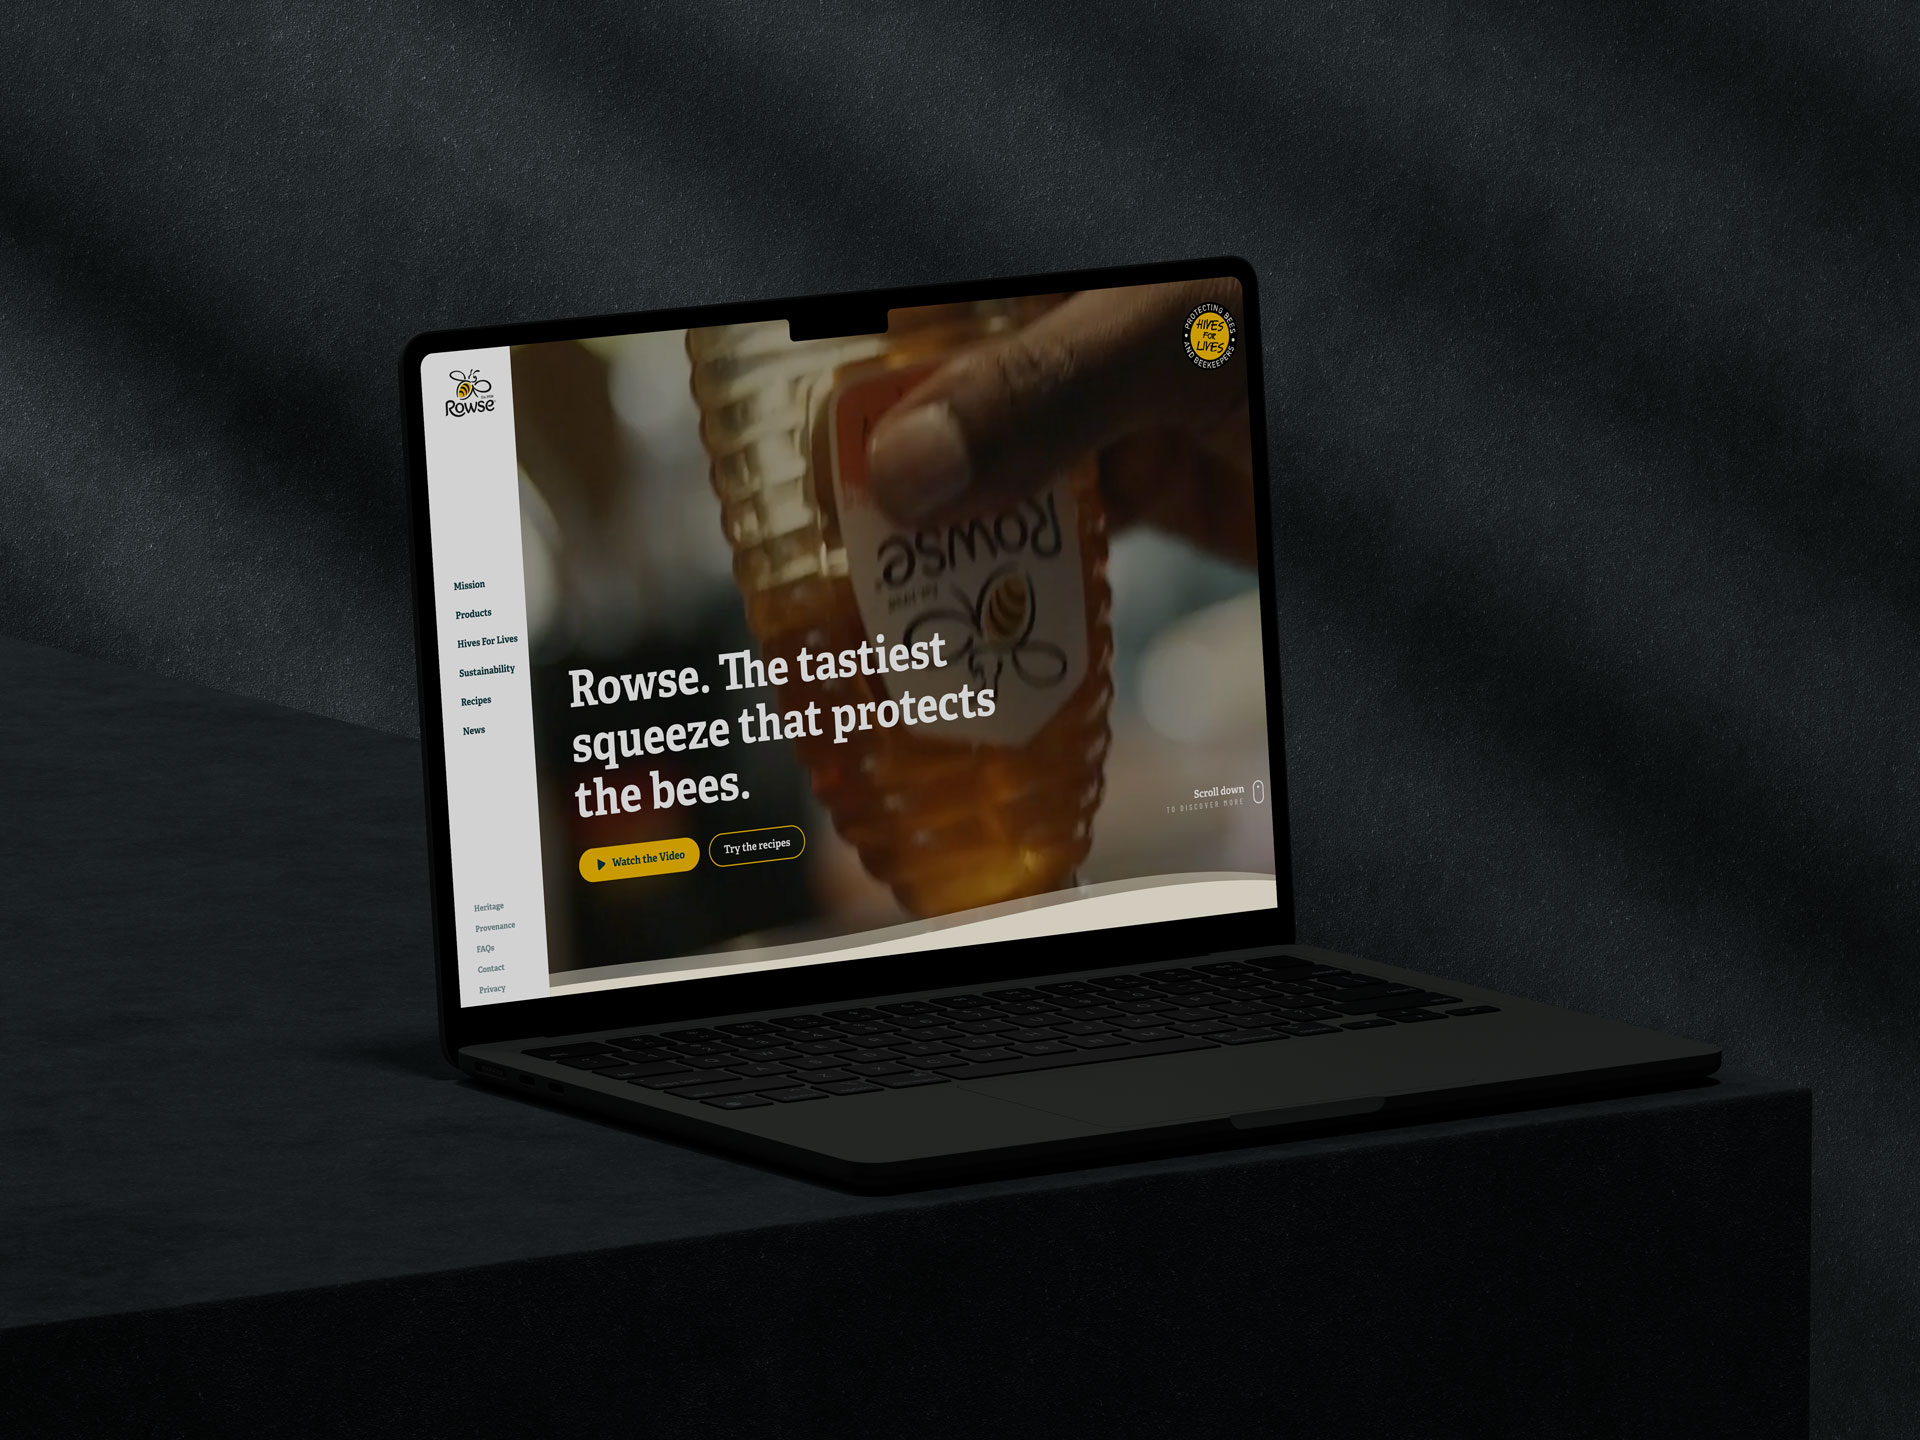 Rowse
Mission
Products
Hives For Lives
Sustainability
Recipes
News
Heritage
Provenance
FAQs
Contact
Privacy
PROTECTING BEES
HIVES
FOR
LIVES
AND BEEKEEPERS
Rowse
Rowse. The tastiest
squeeze that protects
the bees.
Watch the Video
Try the recipes
Scroll down
TO DISCOVER MORE